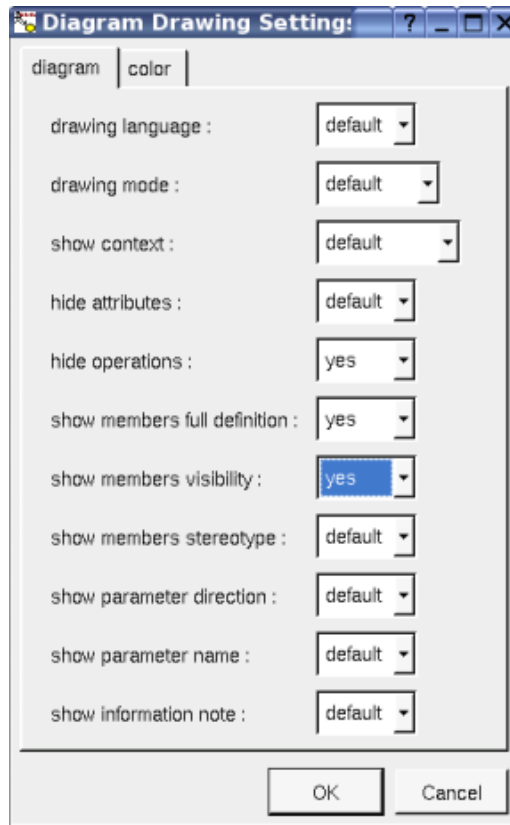 Diagram Drawing Settings
diagram color
drawing language : default
drawing mode : default
show context : default
hide attributes : default
hide operations : yes
show members full definition : yes
show members visibility : yes
show members stereotype : default
show parameter direction : default
show parameter name : default
show information note : default
OK Cancel